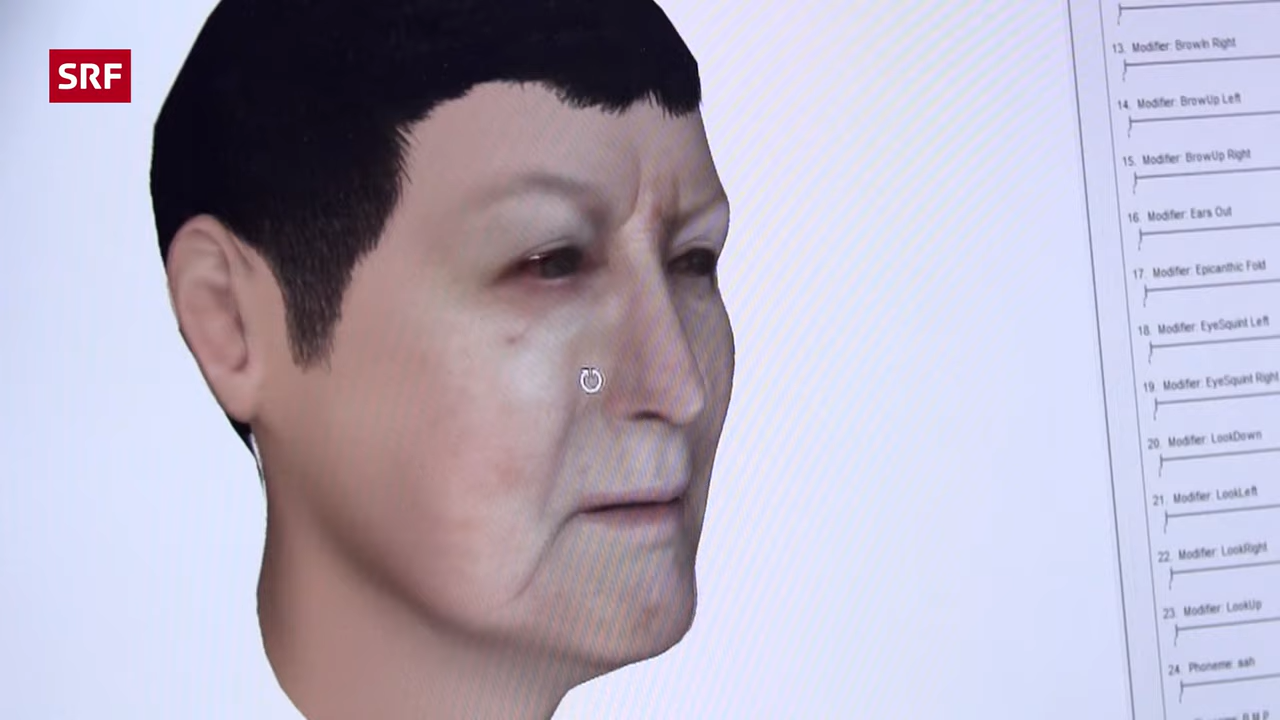 SRF
13. Modifier: BrowIn Right
14. Modifier: BrowUp Left
15. Modifier: BrowUp Right
16. Modifier: Ears Out
17. Modifier: Epicanthic Fold
18. Modifier: EyeSquint Left
19. Modifier: EyeSquint Right
20. Modifier: LookDown
21. Modifier: LookLeft
22. Modifier: LookRight
23. Modifier: LookUp
24. Phoneme: aah